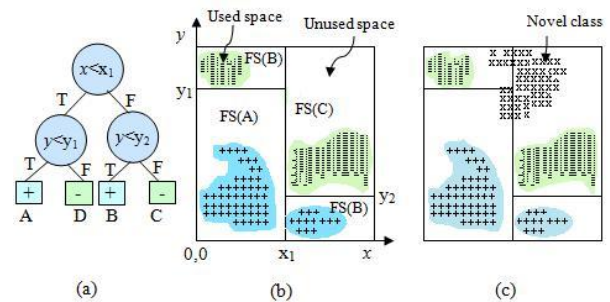 Used space
Unused space
Novel class
y
x<x1
FS(B)
y1
T
F
FS(A)
FS(C)
y<y1
y<y2
T
F
T
F
+
-
+
-
A
D
B
C
y2
FS(B)
0,0
x1
x
(a)
(b)
(c)